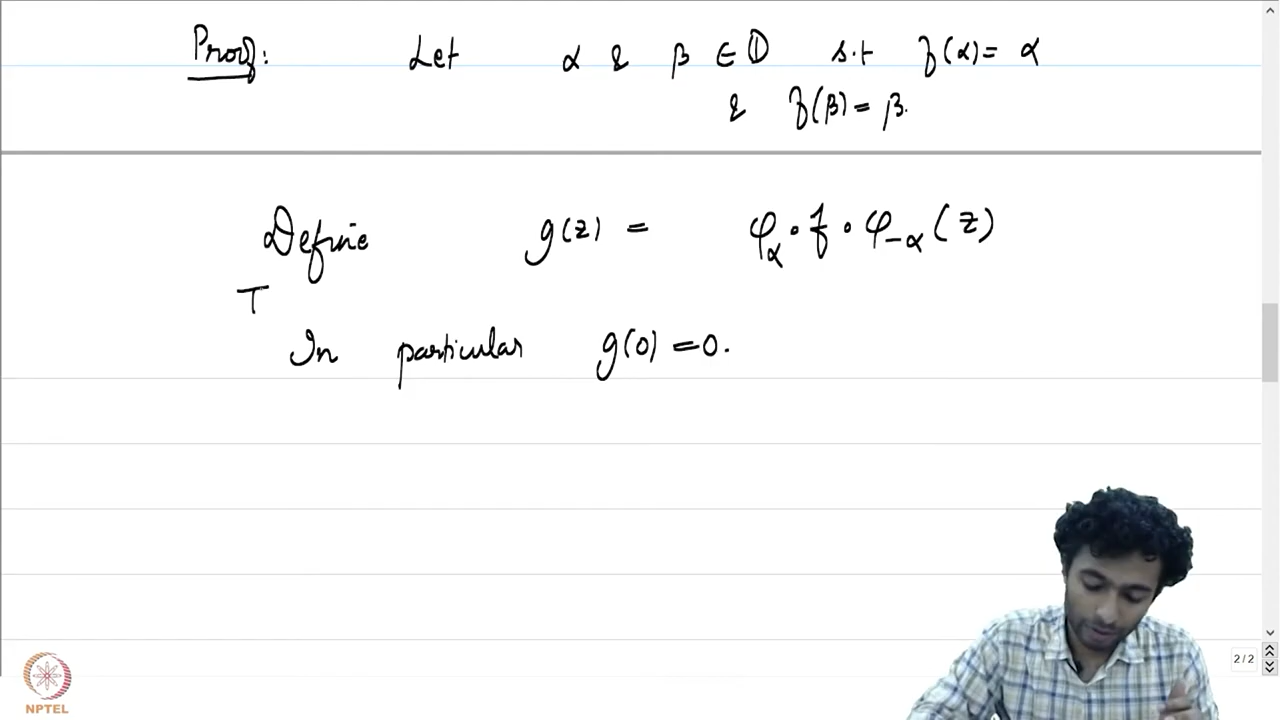 Proof: Let α & β ∈ 𝔻 s.t f(α) = α
& f(β) = β.
Define g(z) = φ_α ∘ f ∘ φ_-α (z)
T
In particular g(0) = 0.
2 / 2
NPTEL